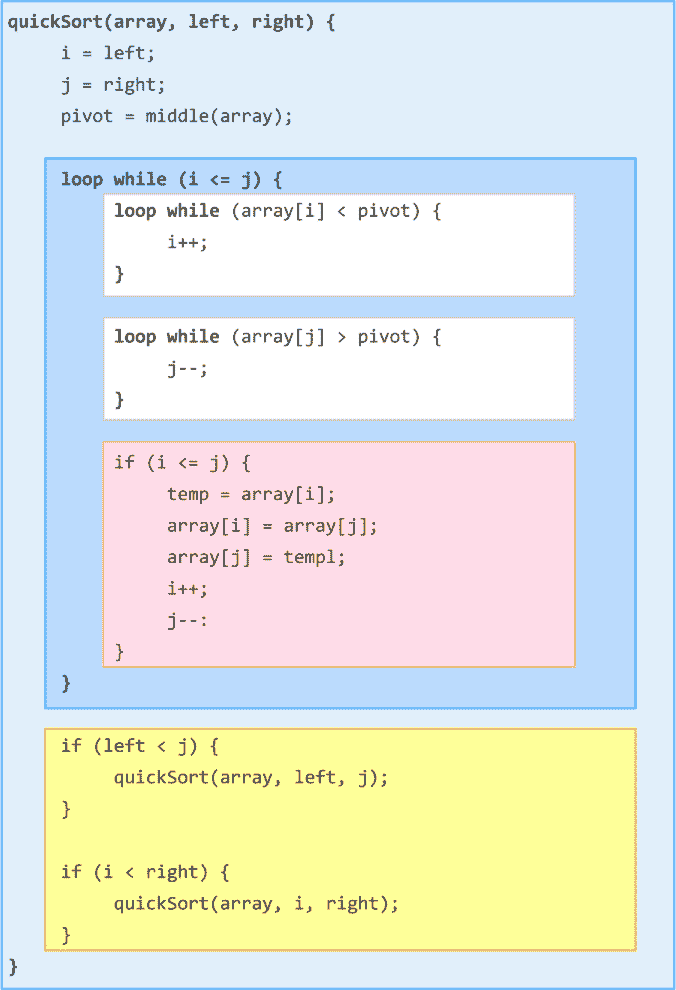 quickSort(array, left, right) {
i = left;
j = right;
pivot = middle(array);
loop while (i <= j) {
loop while (array[i] < pivot) {
i++;
}
loop while (array[j] > pivot) {
j--;
}
if (i <= j) {
temp = array[i];
array[i] = array[j];
array[j] = templ;
i++;
j--:
}
}
if (left < j) {
quickSort(array, left, j);
}
if (i < right) {
quickSort(array, i, right);
}
}